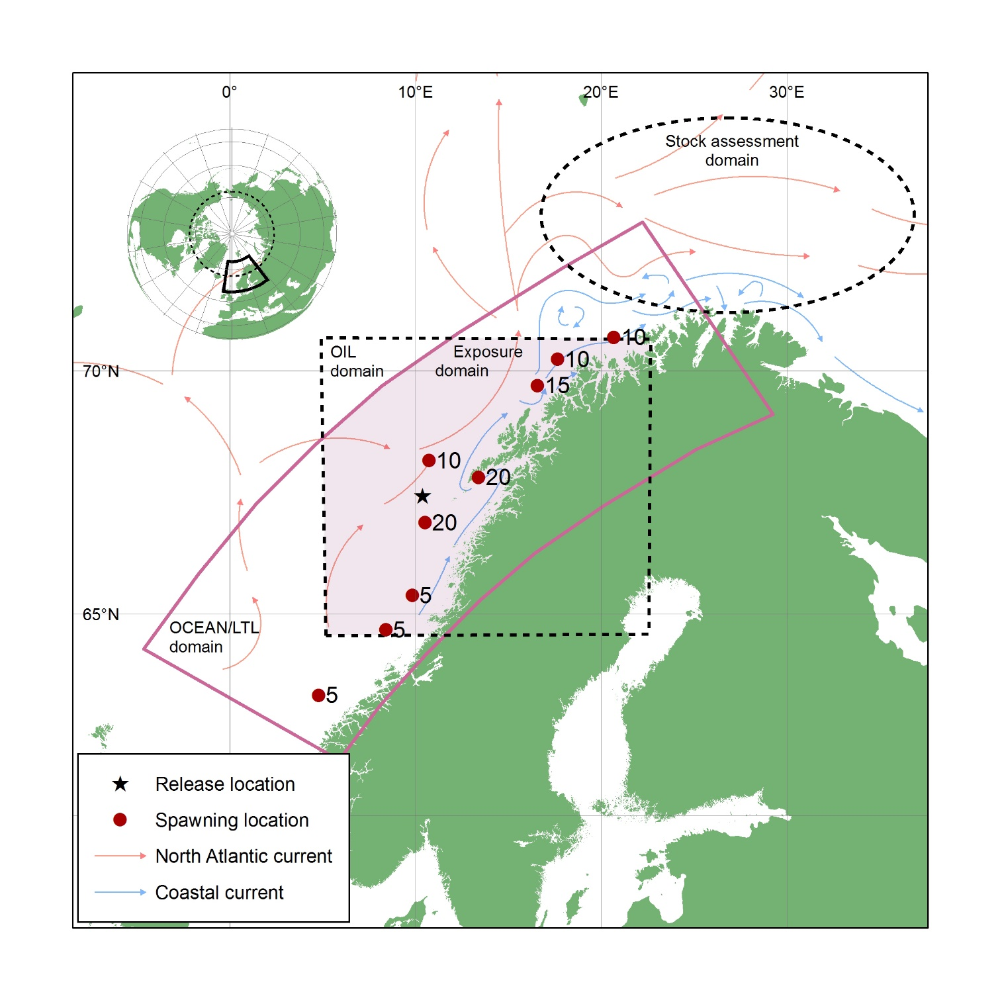 0°
10°E
20°E
30°E
Stock assessment
domain
10
OIL
domain
Exposure
domain
10
70°N
15
10
20
20
5
65°N
OCEAN/LTL
domain
5
5
Release location
Spawning location
North Atlantic current
Coastal current